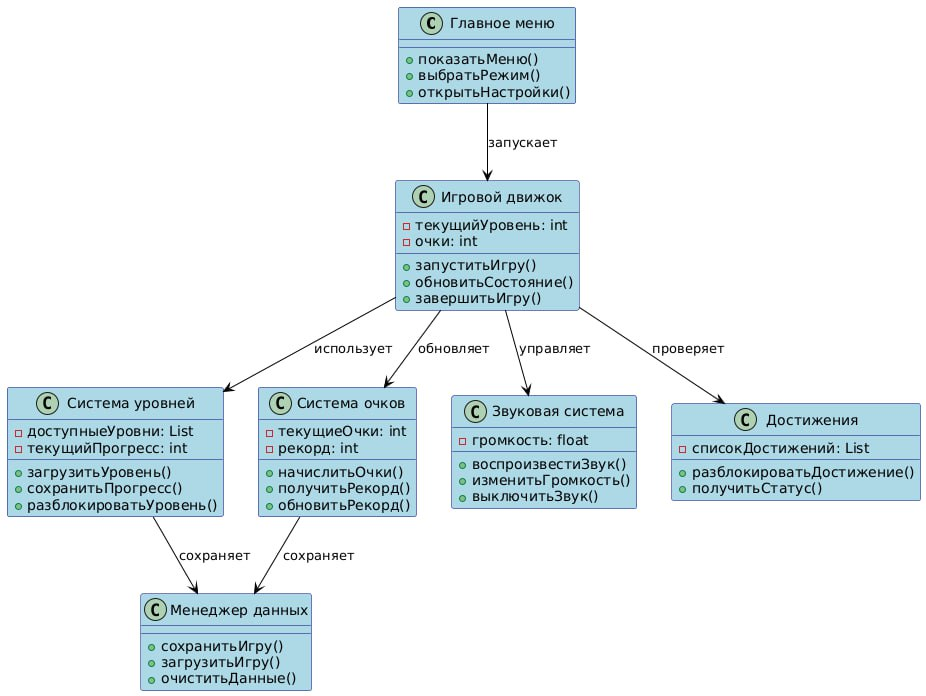 C Главное меню
показатьМеню()
выбратьРежим()
открытьНастройки()
запускает
C Игровой движок
текущийУровень: int
очки: int
запуститьИгру()
обновитьСостояние()
завершитьИгру()
использует
обновляет
управляет
проверяет
C Система уровней
доступныеУровни: List
текущийПрогресс: int
загрузитьУровень()
сохранитьПрогресс()
разблокироватьУровень()
C Система очков
текущиеОчки: int
рекорд: int
начислитьОчки()
получитьРекорд()
обновитьРекорд()
C Звуковая система
громкость: float
воспроизвестиЗвук()
изменитьГромкость()
выключитьЗвук()
C Достижения
списокДостижений: List
разблокироватьДостижение()
получитьСтатус()
сохраняет
сохраняет
C Менеджер данных
сохранитьИгру()
загрузитьИгру()
очиститьДанные()